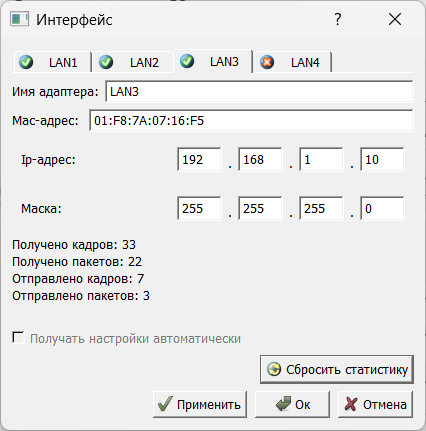 Интерфейс
?
LAN1 LAN2 LAN3 LAN4
Имя адаптера: LAN3
Mac-адрес: 01:F8:7A:07:16:F5
Ip-адрес: 192 . 168 . 1 . 10
Маска: 255 . 255 . 255 . 0
Получено кадров: 33
Получено пакетов: 22
Отправлено кадров: 7
Отправлено пакетов: 3
Получать настройки автоматически
Сбросить статистику
Применить Ок Отмена